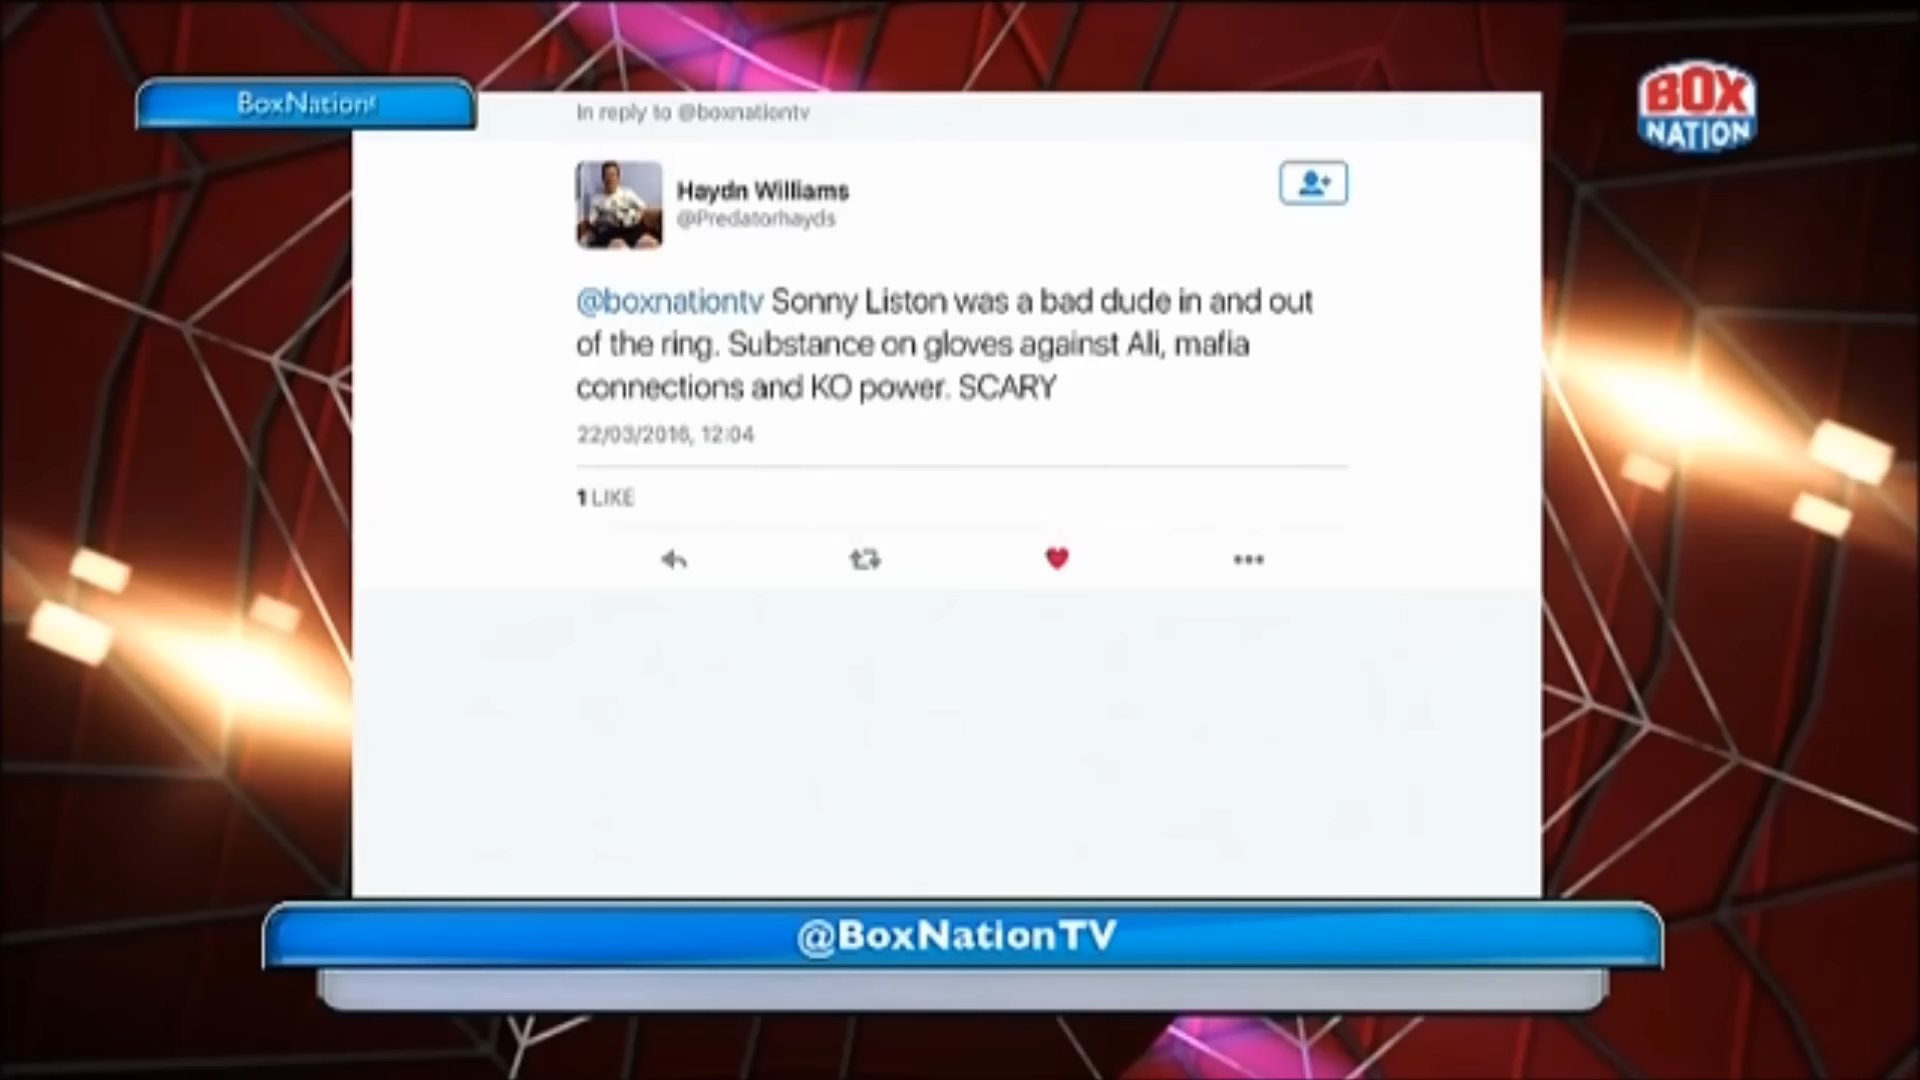 BoxNation
BOX
NATION
In reply to @boxnationtv
Haydn Williams
@Predatorhayds
@boxnationtv Sonny Liston was a bad dude in and out
of the ring. Substance on gloves against Ali, mafia
connections and KO power. SCARY
22/03/2016, 12:04
1 LIKE
@BoxNationTV